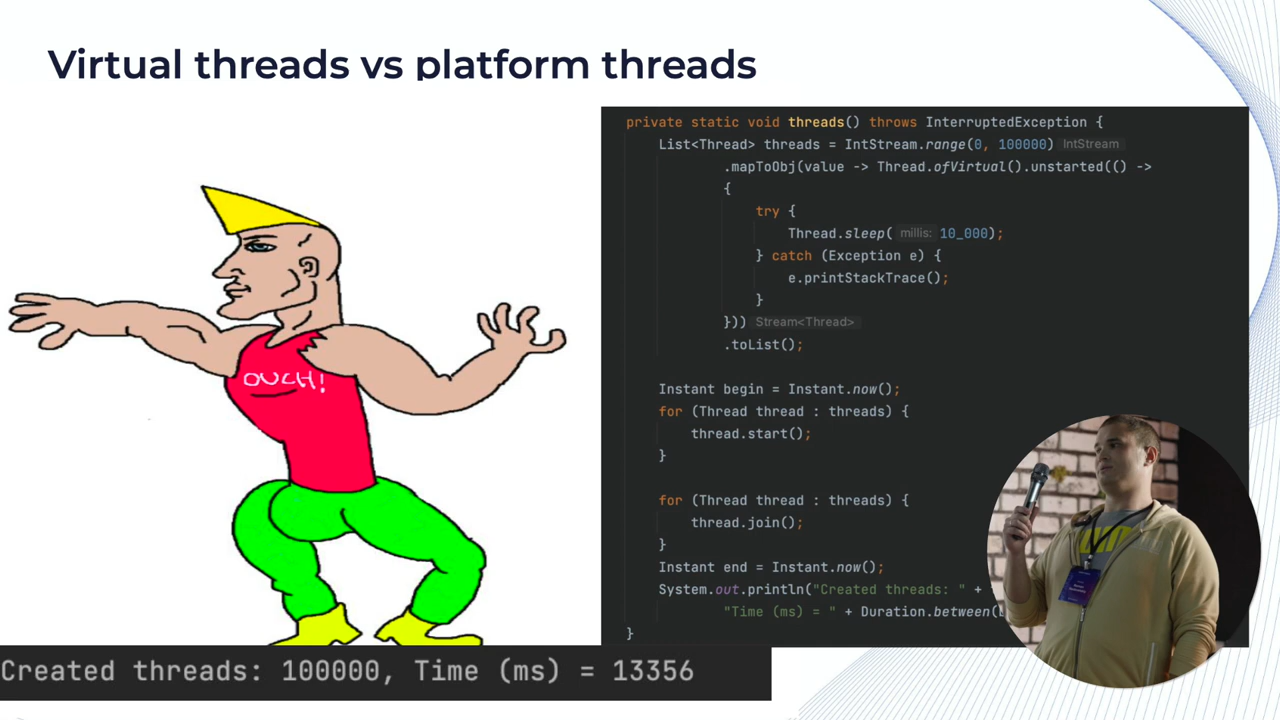 Virtual threads vs platform threads
OUCH!
private static void threads() throws InterruptedException {
List<Thread> threads = IntStream.range(0, 100000) IntStream
.mapToObj(value -> Thread.ofVirtual().unstarted(() ->
{
try {
Thread.sleep( millis: 10_000);
} catch (Exception e) {
e.printStackTrace();
}
})) Stream<Thread>
.toList();
Instant begin = Instant.now();
for (Thread thread : threads) {
thread.start();
}
for (Thread thread : threads) {
thread.join();
}
Instant end = Instant.now();
System.out.println("Created threads: " +
"Time (ms) = " + Duration.between(
}
Created threads: 100000, Time (ms) = 13356